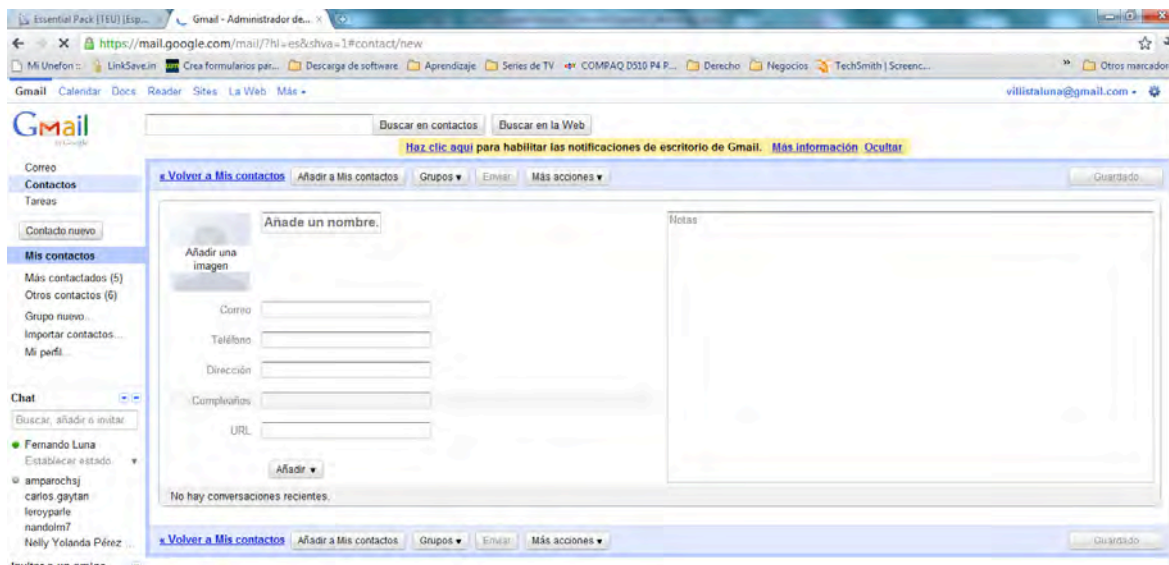 Essential Pack [TEU] [Esp... Gmail - Administrador de... ×
https://mail.google.com/mail/?hl=es&shva=1#contact/new
Mi Unefon :: LinkSave.in Crea formularios par... Descarga de software Aprendizaje Series de TV COMPAQ D510 P4 P... Derecho Negocios TechSmith | Screenc... » Otros marcador
Gmail Calendar Docs Reader Sites La Web Más villistaluna@gmail.com
Gmail
by Google
Buscar en contactos Buscar en la Web
Haz clic aquí para habilitar las notificaciones de escritorio de Gmail. Más información Ocultar
Correo
Contactos
Tareas
Contacto nuevo
Mis contactos
Más contactados (5)
Otros contactos (6)
Grupo nuevo...
Importar contactos...
Mi perfil...
Chat
Buscar, añadir o invitar
Fernando Luna
Establecer estado
amparochsj
carlos.gaytan
leroyparle
nandolm7
Nelly Yolanda Pérez ...
« Volver a Mis contactos Añadir a Mis contactos Grupos Enviar Más acciones Guardado
Añadir una imagen
Añade un nombre.
Notas
Correo
Teléfono
Dirección
Cumpleaños
URL
Añadir
No hay conversaciones recientes.
« Volver a Mis contactos Añadir a Mis contactos Grupos Enviar Más acciones Guardado